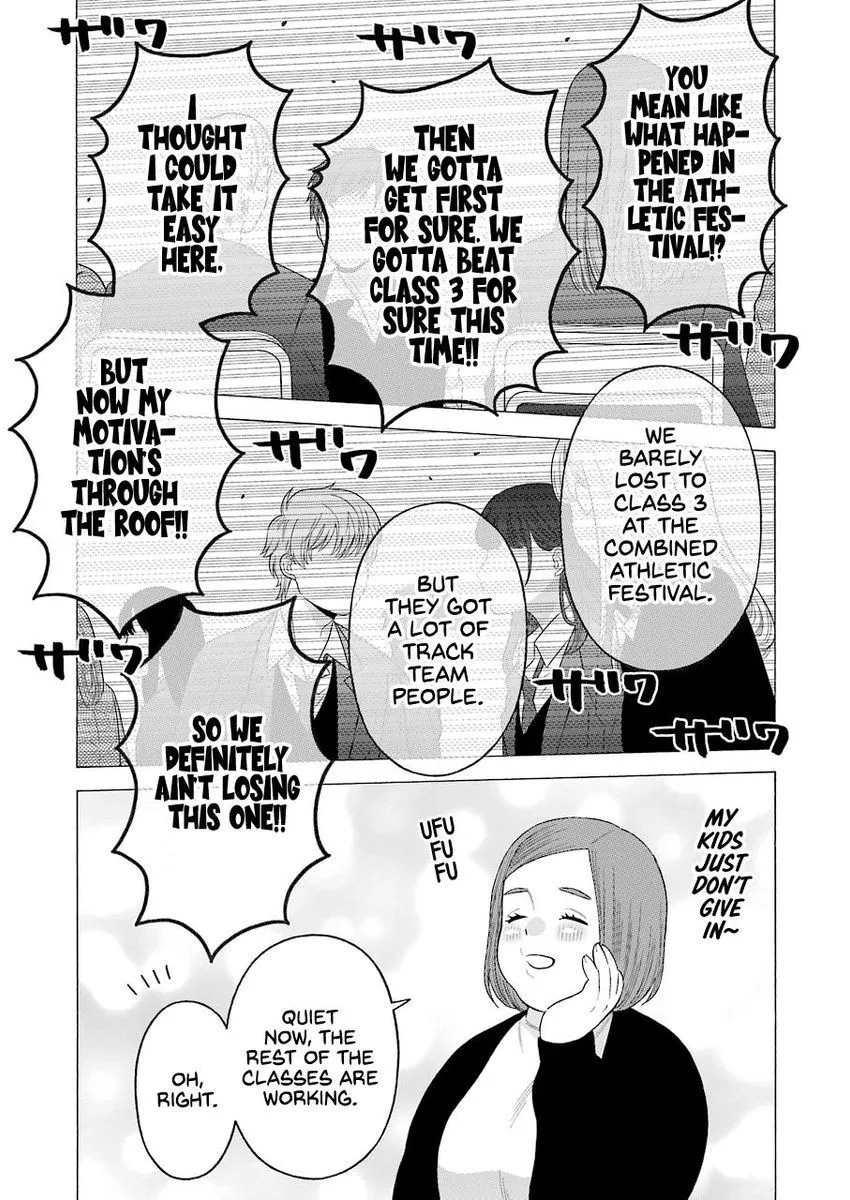 ザワ
ザワ
YOU
MEAN LIKE
WHAT HAP-
PENED IN
THE ATH-
LETIC FES-
TIVAL!?
THEN
WE GOTTA
GET FIRST
FOR SURE. WE
GOTTA BEAT
CLASS 3 FOR
SURE THIS
TIME!!
I
THOUGHT
I COULD
TAKE IT
EASY
HERE,
ザワ
BUT
NOW MY
MOTIVA-
TION'S
THROUGH
THE ROOF!!
ザワ
WE
BARELY
LOST TO
CLASS 3
AT THE
COMBINED
ATHLETIC
FESTIVAL.
BUT
THEY GOT
A LOT OF
TRACK
TEAM
PEOPLE.
ザワ
ザワ
ザワ
SO WE
DEFINITELY
AIN'T LOSING
THIS ONE!!
MY
KIDS
JUST
DON'T
GIVE
IN~
UFU
FU
FU
QUIET
NOW, THE
REST OF THE
CLASSES ARE
WORKING.
OH,
RIGHT.